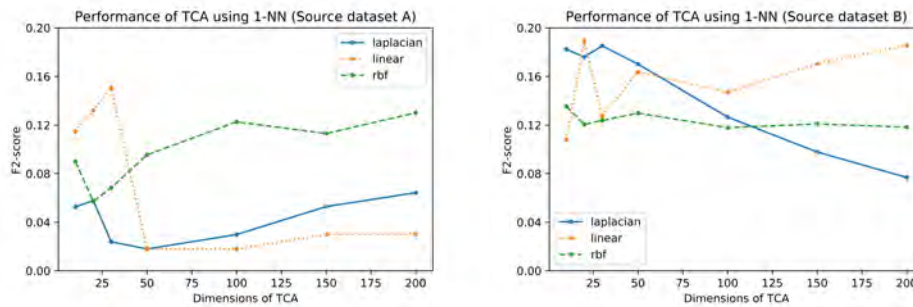 Performance of TCA using 1-NN (Source dataset A)
0.20
0.16
0.12
0.08
0.04
0.00
F2-score
laplacian
linear
rbf
25 50 75 100 125 150 175 200
Dimensions of TCA
Performance of TCA using 1-NN (Source dataset B)
0.20
0.16
0.12
0.08
0.04
0.00
F2-score
laplacian
linear
rbf
25 50 75 100 125 150 175 200
Dimensions of TCA